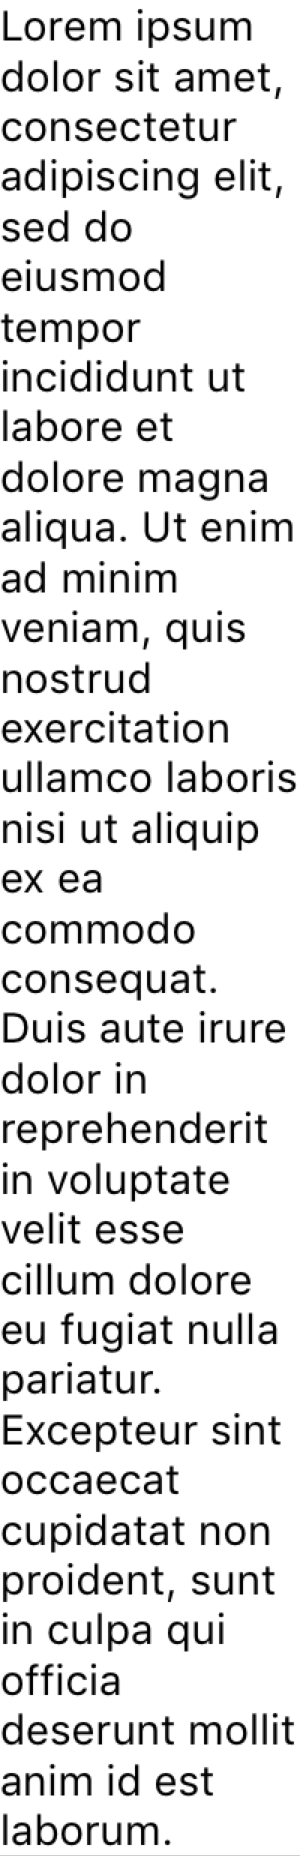 Lorem ipsum
dolor sit amet,
consectetur
adipiscing elit,
sed do
eiusmod
tempor
incididunt ut
labore et
dolore magna
aliqua. Ut enim
ad minim
veniam, quis
nostrud
exercitation
ullamco laboris
nisi ut aliquip
ex ea
commodo
consequat.
Duis aute irure
dolor in
reprehenderit
in voluptate
velit esse
cillum dolore
eu fugiat nulla
pariatur.
Excepteur sint
occaecat
cupidatat non
proident, sunt
in culpa qui
officia
deserunt mollit
anim id est
laborum.